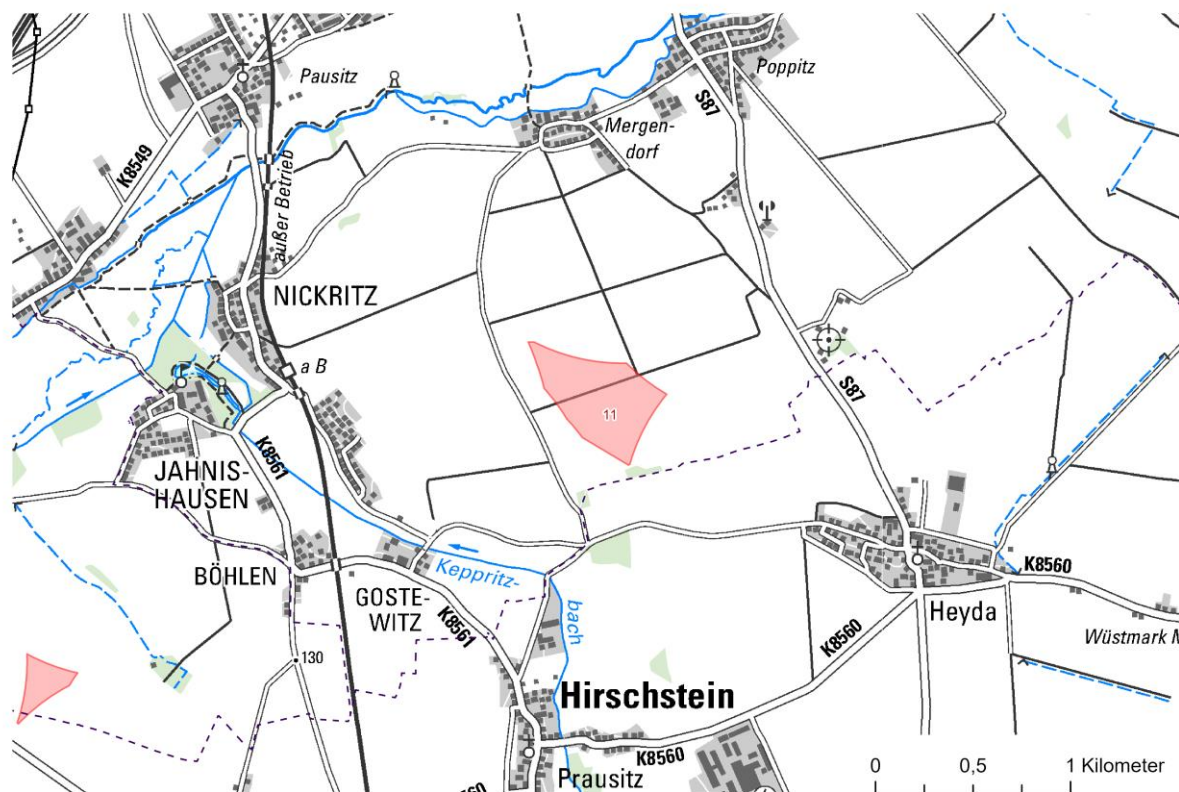 Pausitz
Poppitz
S87
Mergen-
dorf
K8549
außer Betrieb
NICKRITZ
a B
11
S87
K8561
JAHNIS-
HAUSEN
BÖHLEN
GOSTE-
WITZ
Keppritz-
bach
K8561
K8560
Heyda
K8560
Wüstmark M
130
Hirschstein
K8560
Prausitz
0 0,5 1 Kilometer